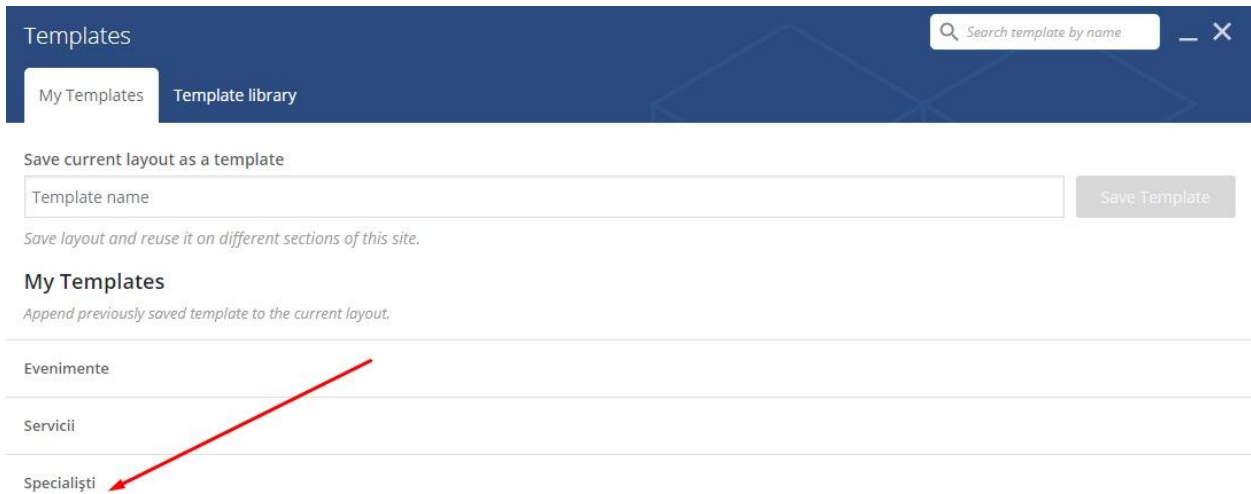 Templates
Search template by name
My Templates
Template library
Save current layout as a template
Template name
Save Template
Save layout and reuse it on different sections of this site.
My Templates
Append previously saved template to the current layout.
Evenimente
Servicii
Specialişti